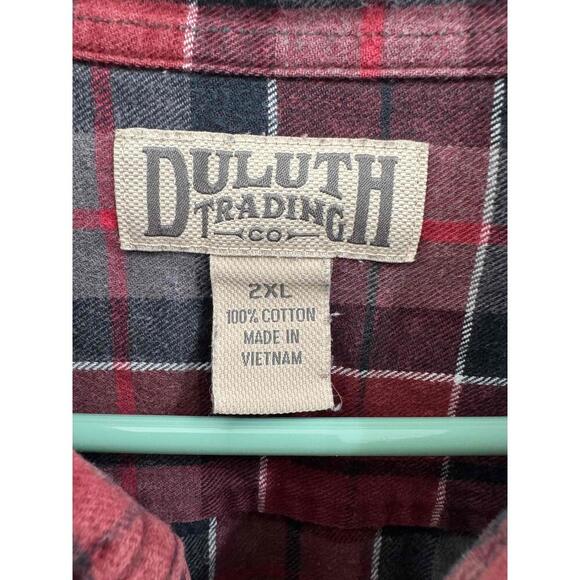 DULUTH
TRADING
CO
2XL
100% COTTON
MADE IN
VIETNAM